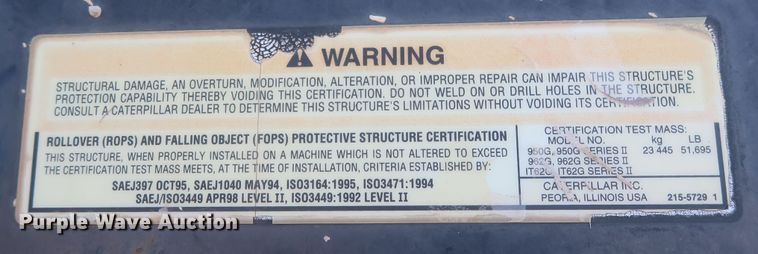 ⚠ WARNING
STRUCTURAL DAMAGE, AN OVERTURN, MODIFICATION, ALTERATION, OR IMPROPER REPAIR CAN IMPAIR THIS STRUCTURE'S
PROTECTION CAPABILITY THEREBY VOIDING THIS CERTIFICATION. DO NOT WELD ON OR DRILL HOLES IN THE STRUCTURE.
CONSULT A CATERPILLAR DEALER TO DETERMINE THIS STRUCTURE'S LIMITATIONS WITHOUT VOIDING ITS CERTIFICATION.
ROLLOVER (ROPS) AND FALLING OBJECT (FOPS) PROTECTIVE STRUCTURE CERTIFICATION
THIS STRUCTURE, WHEN PROPERLY INSTALLED ON A MACHINE WHICH IS NOT ALTERED TO EXCEED
THE CERTIFICATION TEST MASS MEETS, AT THE TIME OF INSTALLATION, CRITERIA ESTABLISHED BY:
SAEJ397 OCT95, SAEJ1040 MAY94, ISO3164:1995, ISO3471:1994
SAE/ISO3449 APR98 LEVEL II, ISO3449:1992 LEVEL II
CERTIFICATION TEST MASS:
MODEL NO. kg LB
950G, 950G SERIES II 23 445 51,695
962G, 962G SERIES II
IT62G, IT62G SERIES II
CATERPILLAR INC.
PEORIA, ILLINOIS USA 215-5729 1
Purple Wave Auction